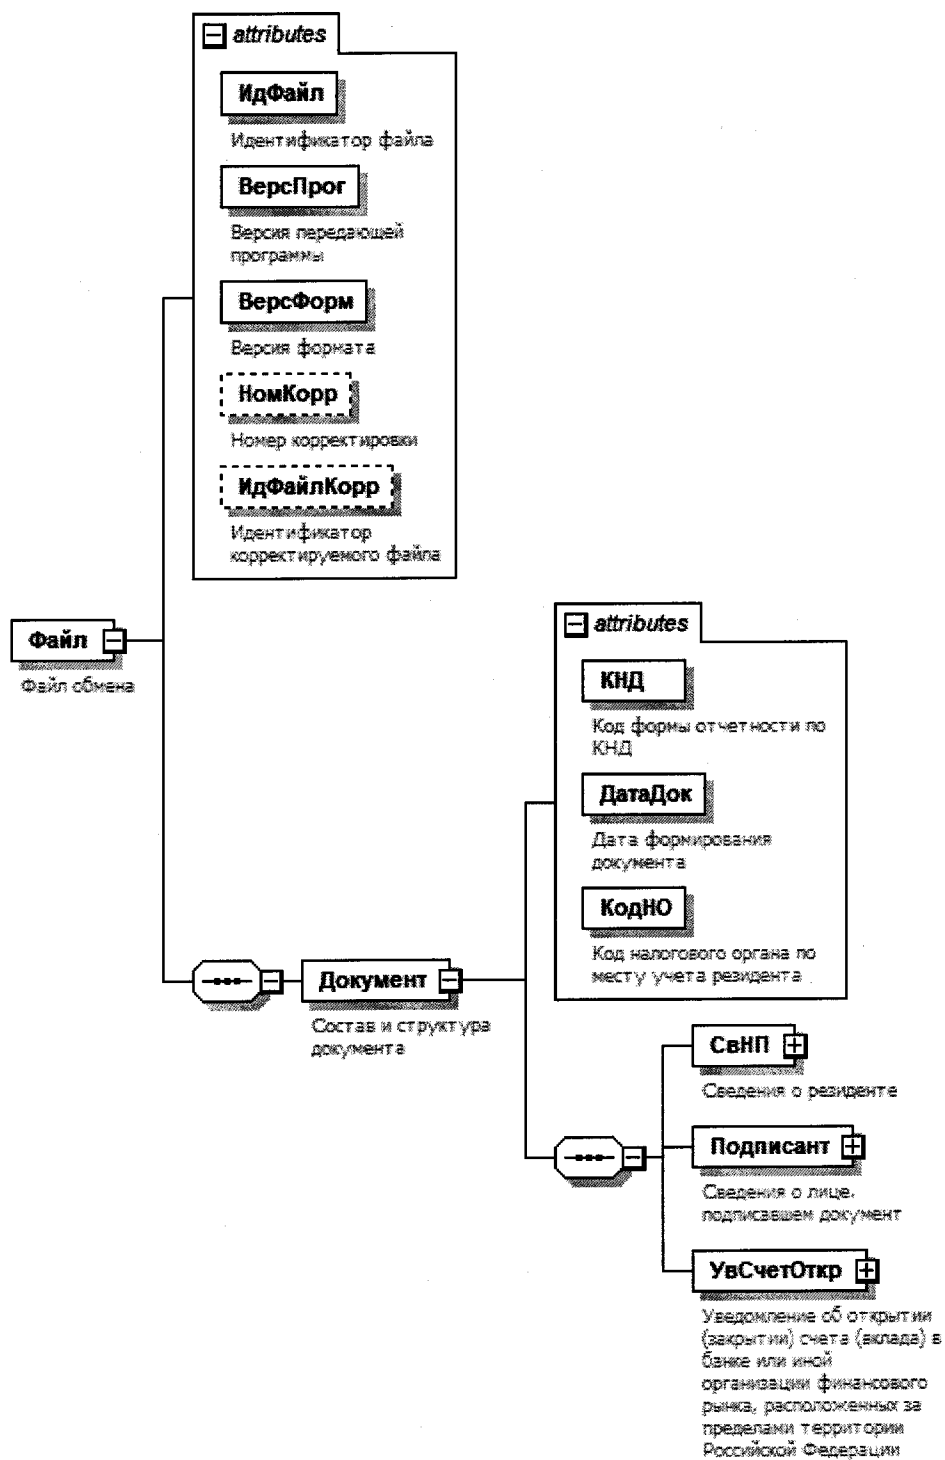 attributes
ИдФайл
Идентификатор файла
ВерсПрог
Версия передающей
программы
ВерсФорм
Версия формата
НомКорр
Номер корректировки
ИдФайлКорр
Идентификатор
корректируемого файла
Файл
Файл обмена
attributes
КНД
Код формы отчетности по
КНД
ДатаДок
Дата формирования
документа
КодНО
Код налогового органа по
месту учета резидента
Документ
Состав и структура
документа
СвНП
Сведения о резиденте
Подписант
Сведения о лице,
подписавшем документ
УвСчетОткр
Уведомление об открытии
(закрытии) счета (вклада) в
банке или иной
организации финансового
рынка, расположенных за
пределами территории
Российской Федерации